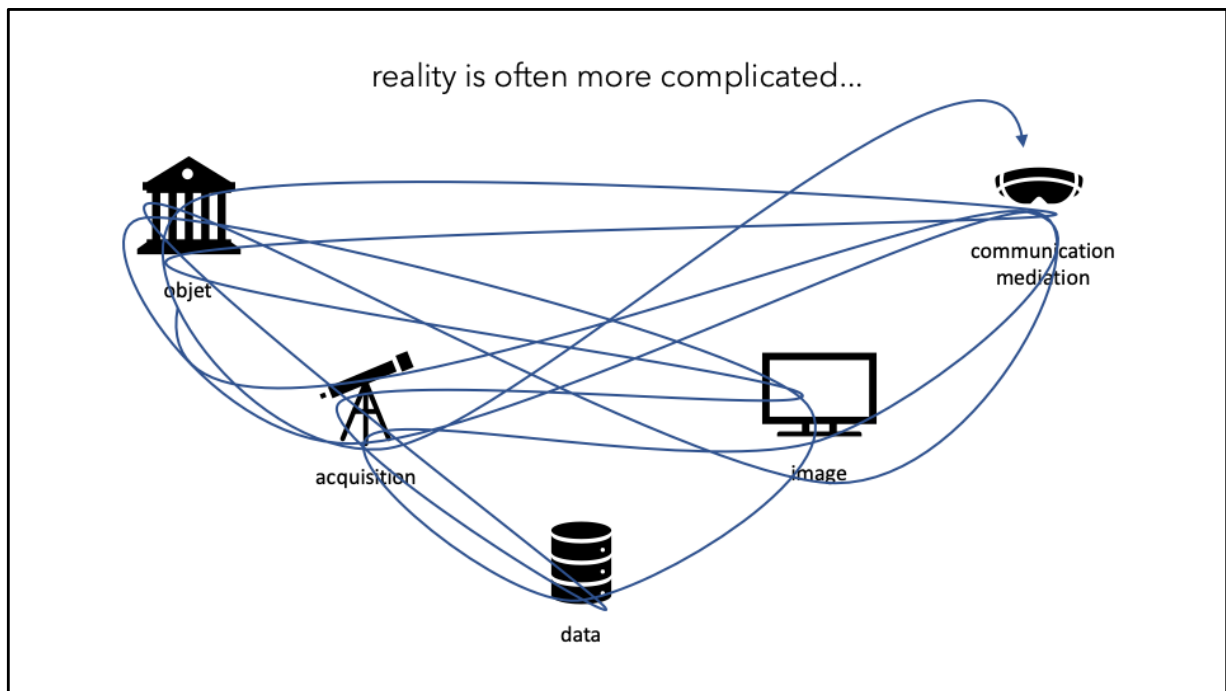 reality is often more complicated...
objet
communication
mediation
acquisition
image
data